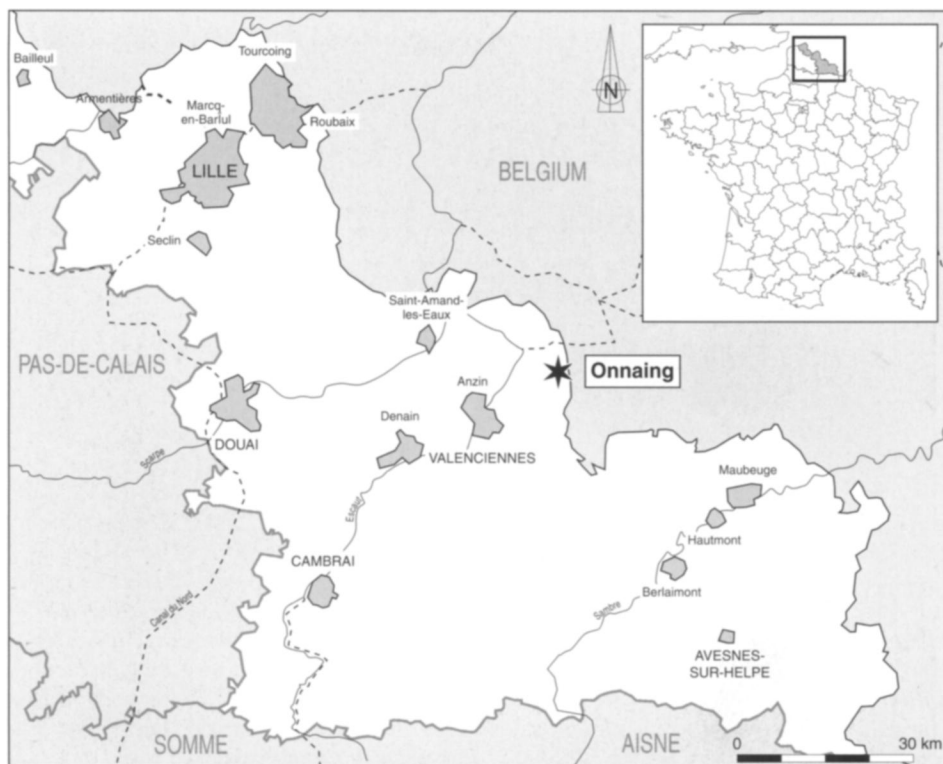 Tourcoing
Bailleul
Armentières
Marcq-
en-Barlul
Roubaix
LILLE
N
BELGIUM
Seclin
Saint-Amand-
les-Eaux
PAS-DE-CALAIS
Onnaing
Anzin
Denain
DOUAI
VALENCIENNES
Scarpe
Maubeuge
Escaut
Hautmont
CAMBRAI
Berlaimont
Canal du Nord
Sambre
AVESNES-
SUR-HELPE
SOMME
AISNE
0 30 km